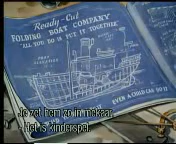 Ready-Cut
FOLDING BOAT COMPANY
"ALL YOU DO IS PUT IT TOGETHER"
EVEN A CHILD CAN DO IT
Je zet hem zo in mekaar.
Het is kinderspel.